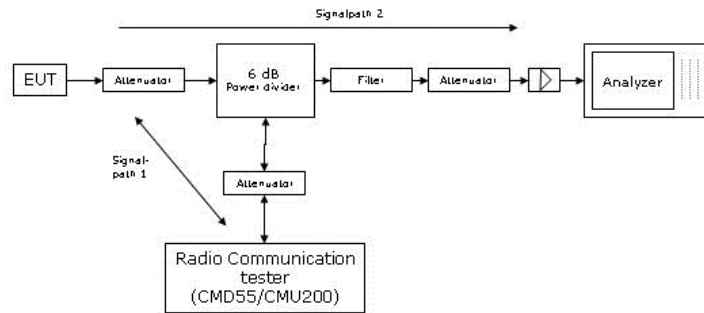 Signalpath 2
EUT
Attenuator
6 dB
Power divider
Filter
Attenuator
Analyzer
Signal-
path 1
Attenuator
Radio Communication
tester
(CMD55/CMU200)